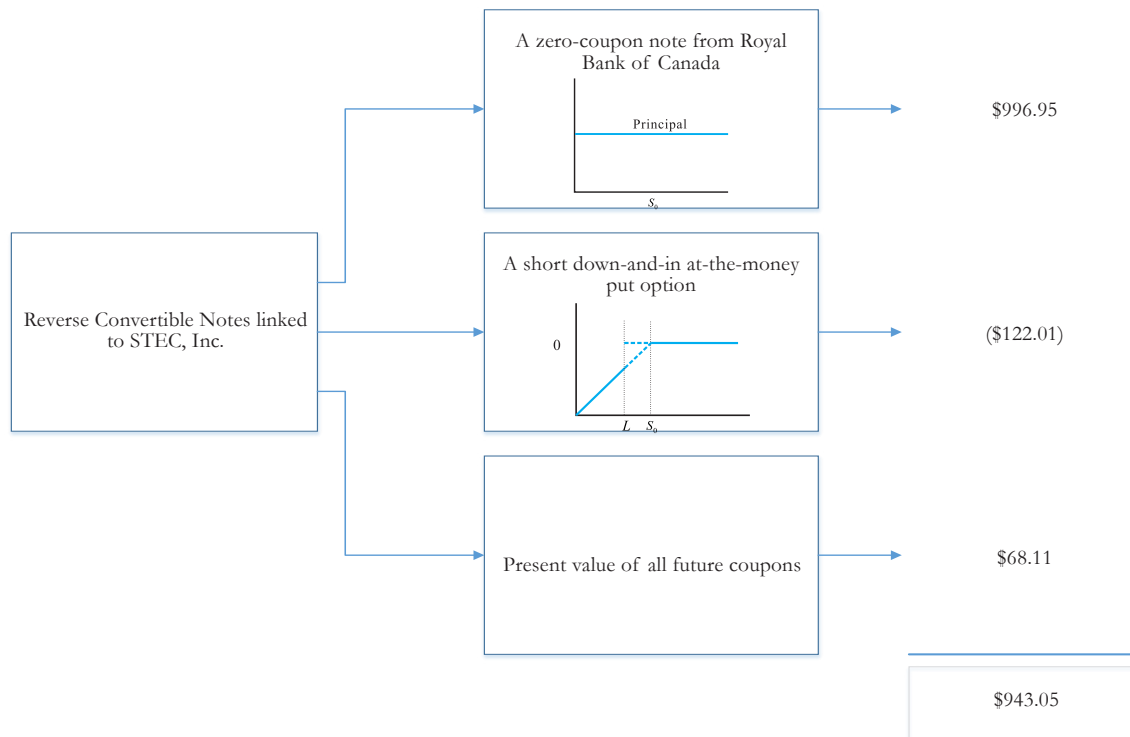 A zero-coupon note from Royal
Bank of Canada
Principal
S₀
$996.95
Reverse Convertible Notes linked
to STEC, Inc.
A short down-and-in at-the-money
put option
0
L S₀
($122.01)
Present value of all future coupons
$68.11
$943.05